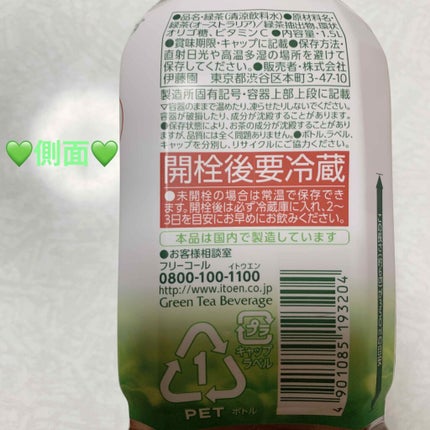 ●品名・緑茶(清涼飲料水)●原材料名・
緑茶(オーストラリア)/緑茶抽出物、環状
オリゴ糖、ビタミンC●内容量・1.5L
●賞味期限・キャップに記載●保存方法・
直射日光や高温多湿の場所を避けて
保存してください。●販売者・株式会社
伊藤園 東京都渋谷区本町3-47-10
製造所固有記号・容器上部上段に記載
▽容器のままで温めたり、凍らせたりしないでください。
容器が破損したり、成分が沈殿することがあります。
●保存状態により、お茶の成分が沈殿することがあり
ますが、品質には全く問題ありません。●ボトル、ラベル、
キャップを分別し、リサイクルにご協力ください。
開栓後要冷蔵
●未開栓の場合は常温で保存でき
ます。開栓後は必ず冷蔵庫に入れ、2~
3日を目安にお早めにお飲みください。
本品は国内で製造しています
●お客様相談室
フリーコール イトウエン
0800-100-1100
http://www.itoen.co.jp
Green Tea Beverage
プラ
キャップ
ラベル
1
PET ボトル
4901085193204
💚側面💚